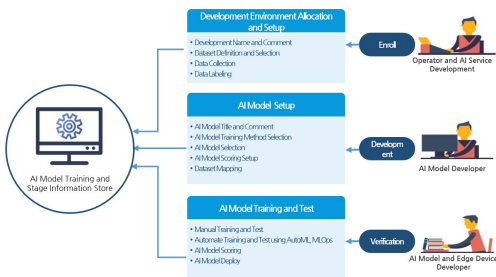 Development Environment Allocation
and Setup
• Development Name and Comment
• Dataset Definition and Selection
• Data Collection
• Data Labeling
Enroll
Operator and AI Service
Development
AI Model Setup
• AI Model Title and Comment
• AI Model Training Method Selection
• AI Model Selection
• AI Model Scoring Setup
• Dataset Mapping
Developm
ent
AI Model Developer
AI Model Training and
Stage Information Store
AI Model Training and Test
• Manual Training and Test
• Automate Training and Test using AutoML, MLOps
• AI Model Scoring
• AI Model Deploy
Verification
AI Model and Edge Device
Developer